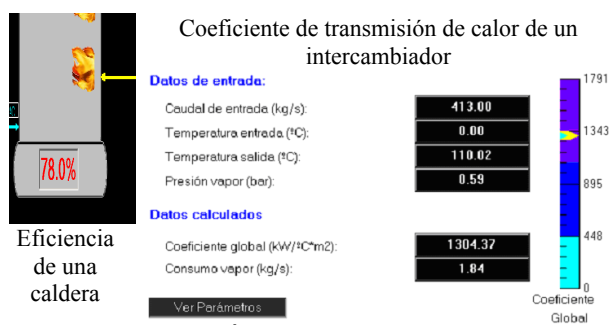 Coeficiente de transmisión de calor de un
intercambiador
Datos de entrada:
Caudal de entrada (kg/s): 413.00
Temperatura entrada (ºC): 0.00
Temperatura salida (ºC): 110.02
Presión vapor (bar): 0.59
Datos calculados
Coeficiente global (kW/ºC*m2): 1304.37
Consumo vapor (kg/s): 1.84
Ver Parámetros
1791
1343
895
448
0
Coeficiente
Global
78.0%
Eficiencia
de una
caldera